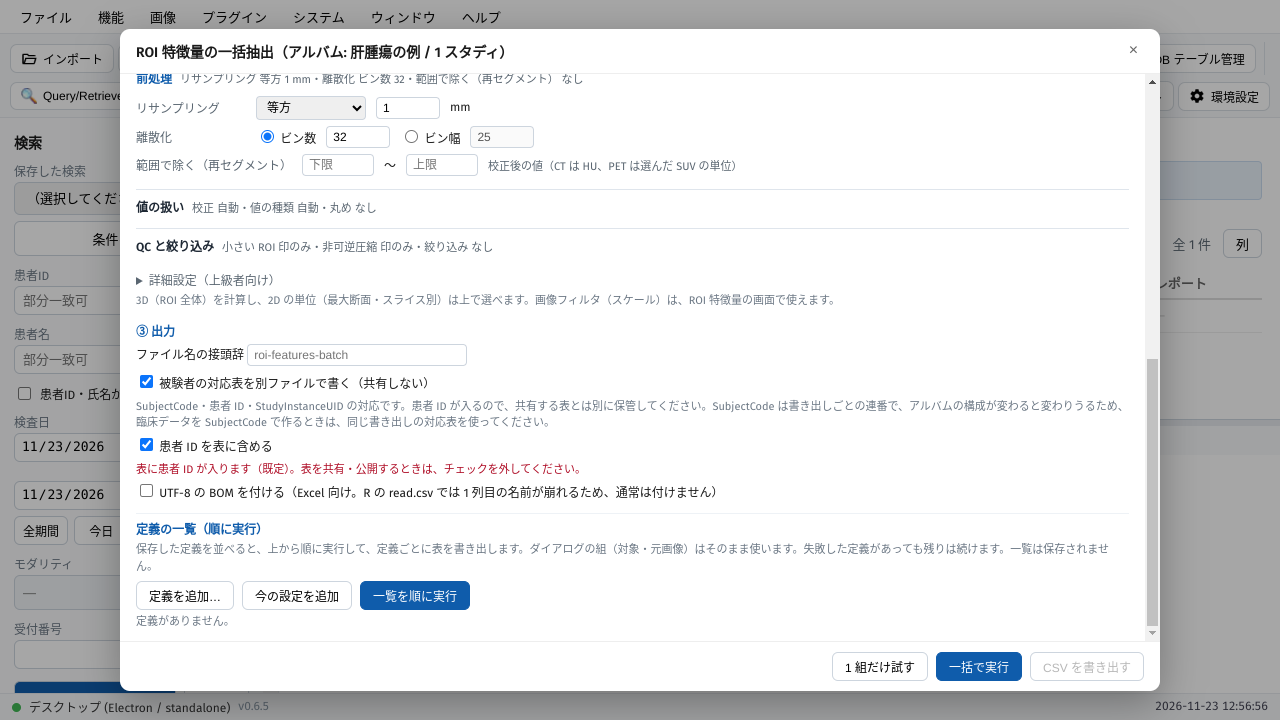 ファイル 機能 画像 プラグイン システム ウィンドウ ヘルプ
ROI 特徴量の一括抽出（アルバム: 肝腫瘍の例 / 1 スタディ） ×
インポート
DB テーブル管理
前処理 リサンプリング 等方 1 mm・離散化 ビン数 32・範囲で除く（再セグメント） なし
Query/Retrieve
環境設定
リサンプリング 等方 1 mm
離散化 ビン数 32 ビン幅 25
検索
範囲で除く（再セグメント） 下限 〜 上限 校正後の値（CT は HU、PET は選んだ SUV の単位）
保存した検索
（選択してくだ
値の扱い 校正 自動・値の種類 自動・丸め なし
条件
QC と絞り込み 小さい ROI 印のみ・非可逆圧縮 印のみ・絞り込み なし
全 1 件 列
患者ID
詳細設定（上級者向け）
レポート
部分一致可
3D（ROI 全体）を計算し、2D の単位（最大断面・スライス別）は上で選べます。画像フィルタ（スケール）は、ROI 特徴量の画面で使えます。
患者名
③ 出力
部分一致可
ファイル名の接頭辞 roi-features-batch
被験者の対応表を別ファイルで書く（共有しない）
患者ID・氏名が
SubjectCode・患者 ID・StudyInstanceUID の対応です。患者 ID が入るので、共有する表とは別に保管してください。SubjectCode は書き出しごとの連番で、アルバムの構成が変わると変わりうるため、
臨床データを SubjectCode で作るときは、同じ書き出しの対応表を使ってください。
検査日
11/23/2026
患者 ID を表に含める
表に患者 ID が入ります（既定）。表を共有・公開するときは、チェックを外してください。
11/23/2026
UTF-8 の BOM を付ける（Excel 向け。R の read.csv では 1 列目の名前が崩れるため、通常は付けません）
全期間 今日
定義の一覧（順に実行）
保存した定義を並べると、上から順に実行して、定義ごとに表を書き出します。ダイアログの組（対象・元画像）はそのまま使います。失敗した定義があっても残りは続けます。一覧は保存されませ
ん。
モダリティ
—
定義を追加… 今の設定を追加 一覧を順に実行
定義がありません。
受付番号
1 組だけ試す 一括で実行 CSV を書き出す
デスクトップ (Electron / standalone) v0.6.5
2026-11-23 12:56:56